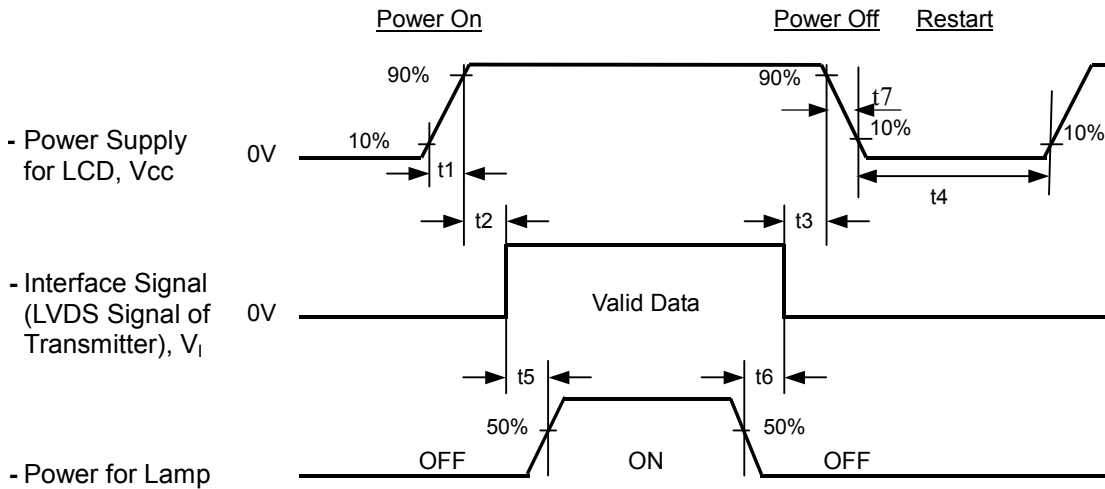 Power On
Power Off
Restart
90%
90%
t7
- Power Supply
for LCD, Vcc
0V
10%
t1
10%
10%
t4
t2
t3
- Interface Signal
(LVDS Signal of
Transmitter), VI
0V
Valid Data
t5
t6
50%
50%
- Power for Lamp
OFF
ON
OFF